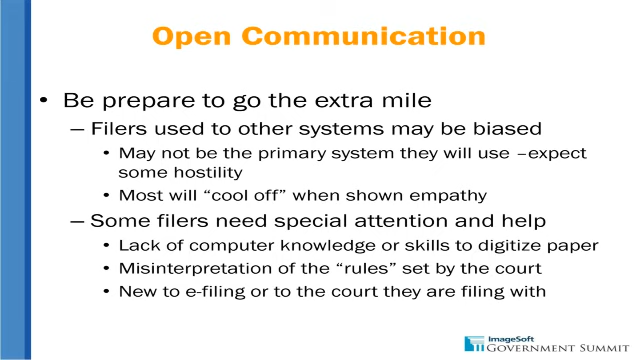 Open Communication
• Be prepare to go the extra mile
– Filers used to other systems may be biased
• May not be the primary system they will use –expect
some hostility
• Most will “cool off” when shown empathy
– Some filers need special attention and help
• Lack of computer knowledge or skills to digitize paper
• Misinterpretation of the “rules” set by the court
• New to e-filing or to the court they are filing with
ImageSoft
GOVERNMENT SUMMIT